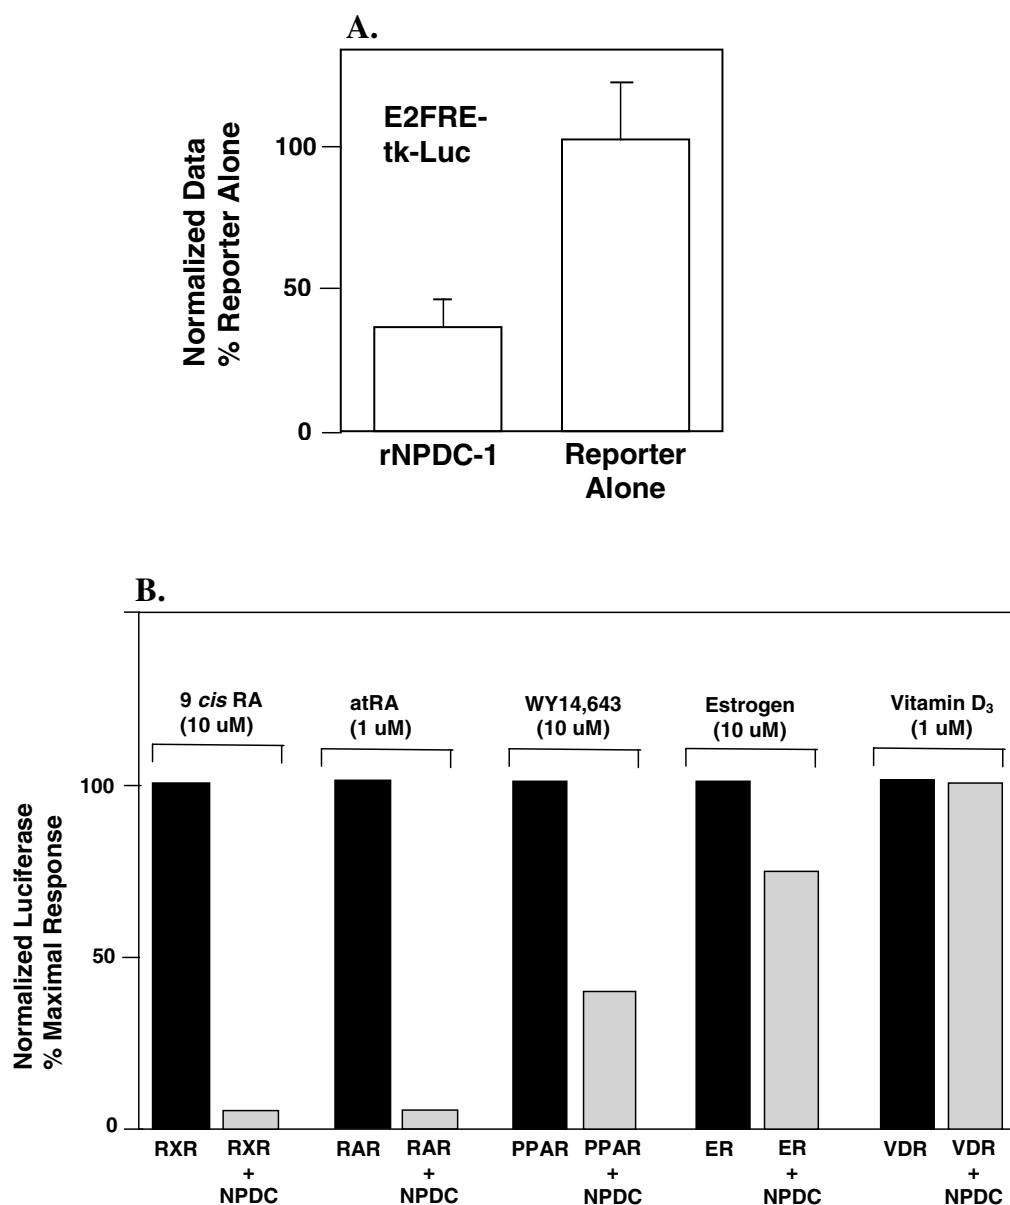 A.
E2FRE-
tk-Luc
Normalized Data
% Reporter Alone
100
50
0
rNPDC-1
Reporter
Alone
B.
9 cis RA
(10 uM)
atRA
(1 uM)
WY14,643
(10 uM)
Estrogen
(10 uM)
Vitamin D₃
(1 uM)
Normalized Luciferase
% Maximal Response
100
50
0
RXR
RXR
+
NPDC
RAR
RAR
+
NPDC
PPAR
PPAR
+
NPDC
ER
ER
+
NPDC
VDR
VDR
+
NPDC